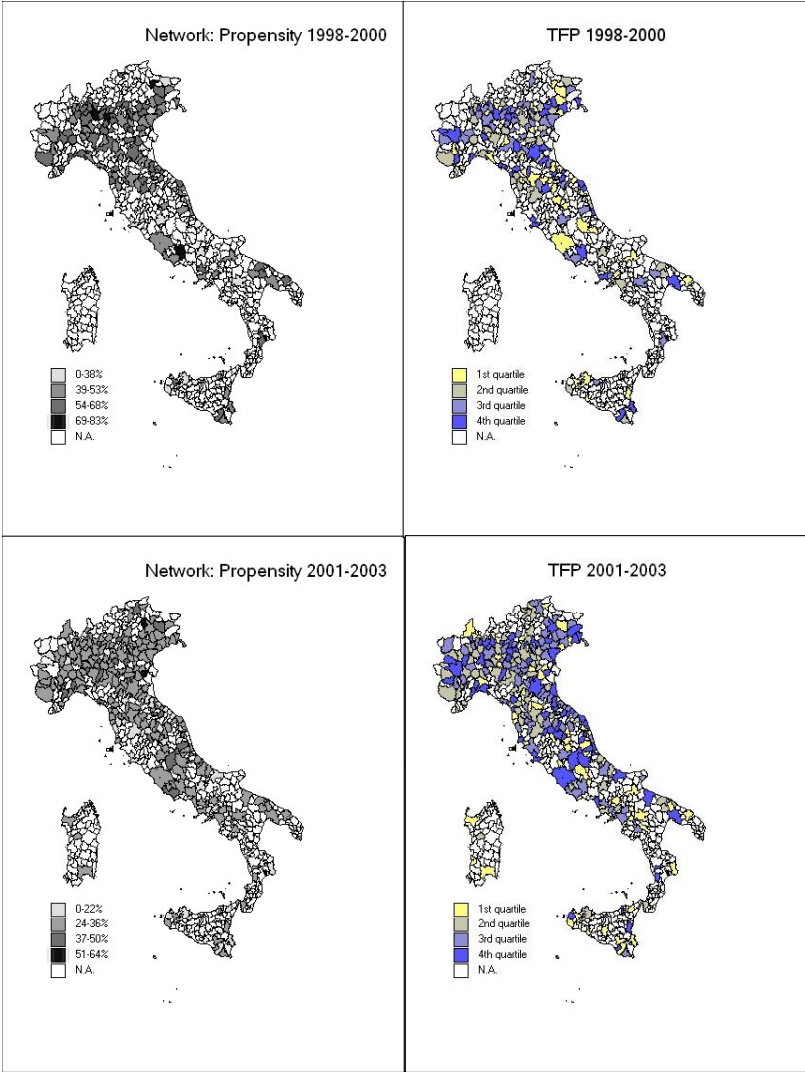 Network: Propensity 1998-2000
0-38%
39-53%
54-68%
69-83%
N.A.
TFP 1998-2000
1st quartile
2nd quartile
3rd quartile
4th quartile
N.A.
Network: Propensity 2001-2003
0-22%
24-36%
37-50%
51-64%
N.A.
TFP 2001-2003
1st quartile
2nd quartile
3rd quartile
4th quartile
N.A.